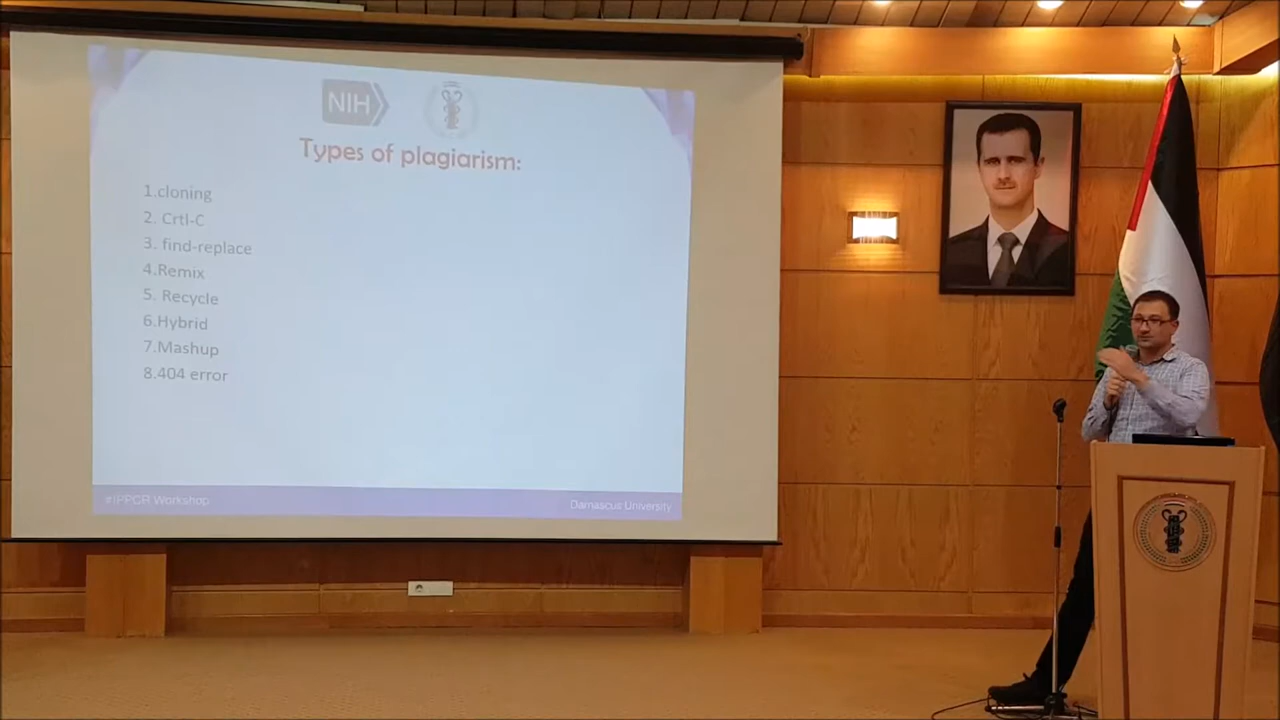 NIH
Types of plagiarism:
1.cloning
2. Crtl-C
3. find-replace
4.Remix
5. Recycle
6.Hybrid
7.Mashup
8.404 error
#IPPCR Workshop
Damascus University